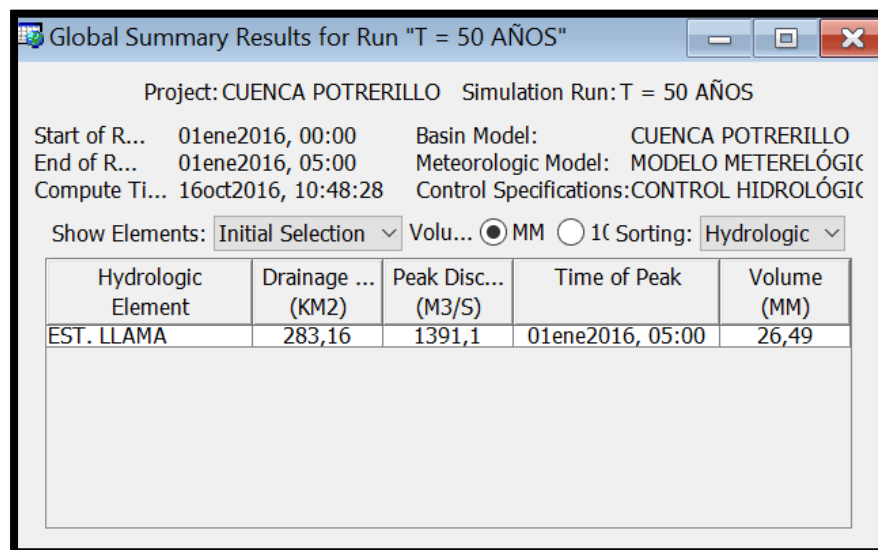 Global Summary Results for Run "T = 50 AÑOS"
Project: CUENCA POTRERILLO Simulation Run: T = 50 AÑOS
Start of R... 01ene2016, 00:00 Basin Model: CUENCA POTRERILLO
End of R... 01ene2016, 05:00 Meteorologic Model: MODELO METERELÓGIC
Compute Ti... 16oct2016, 10:48:28 Control Specifications:CONTROL HIDROLÓGIC
Show Elements: Initial Selection Volu... MM 1( Sorting: Hydrologic
Hydrologic Drainage ... Peak Disc... Time of Peak Volume
Element (KM2) (M3/S) (MM)
EST. LLAMA 283,16 1391,1 01ene2016, 05:00 26,49